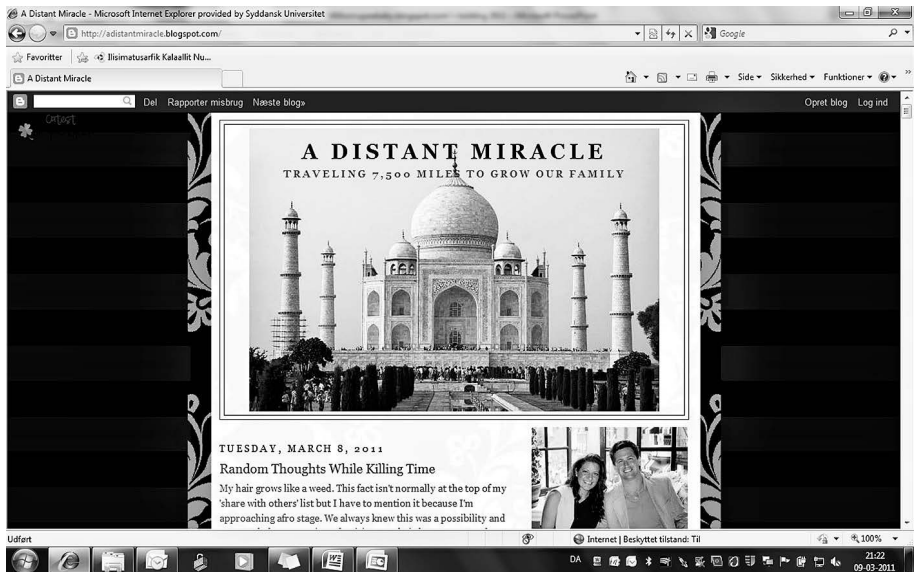 A Distant Miracle - Microsoft Internet Explorer provided by Syddansk Universitet
http://adistantmiracle.blogspot.com/
Google
Favoritter
Ilisimatusarfik Kalaallit Nu...
A Distant Miracle
Side
Sikkerhed
Funktioner
Del Rapporter misbrug Næste blog»
Opret blog Log ind
A DISTANT MIRACLE
TRAVELING 7,500 MILES TO GROW OUR FAMILY
TUESDAY, MARCH 8, 2011
Random Thoughts While Killing Time
My hair grows like a weed. This fact isn't normally at the top of my
'share with others' list but I have to mention it because I'm
approaching afro stage. We always knew this was a possibility and
Udført
Internet | Beskyttet tilstand: Til
100%
DA
21:22
09-03-2011